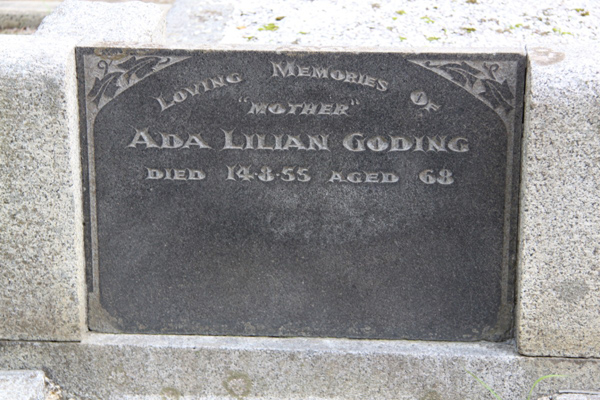 Loving Memories of
"Mother"
Ada Lilian Goding
Died 14·8·55 aged 68